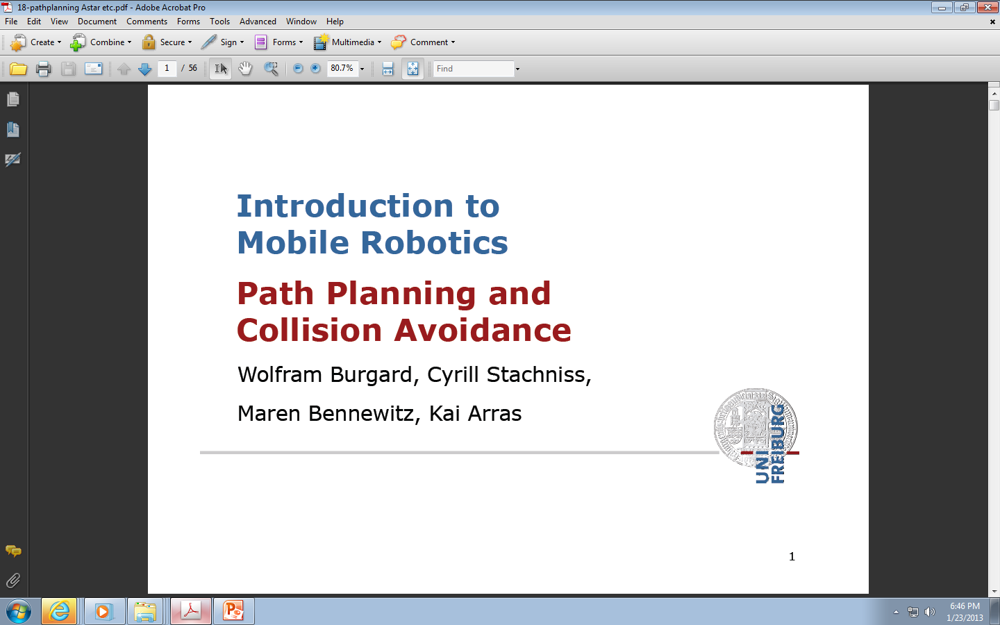 18-pathplanning Astar etc.pdf - Adobe Acrobat Pro
File Edit View Document Comments Forms Tools Advanced Window Help
Create Combine Secure Sign Forms Multimedia Comment
1 / 56 80.7% Find
Introduction to
Mobile Robotics
Path Planning and
Collision Avoidance
Wolfram Burgard, Cyrill Stachniss,
Maren Bennewitz, Kai Arras
UNI
FREIBURG
1
6:46 PM
1/23/2013